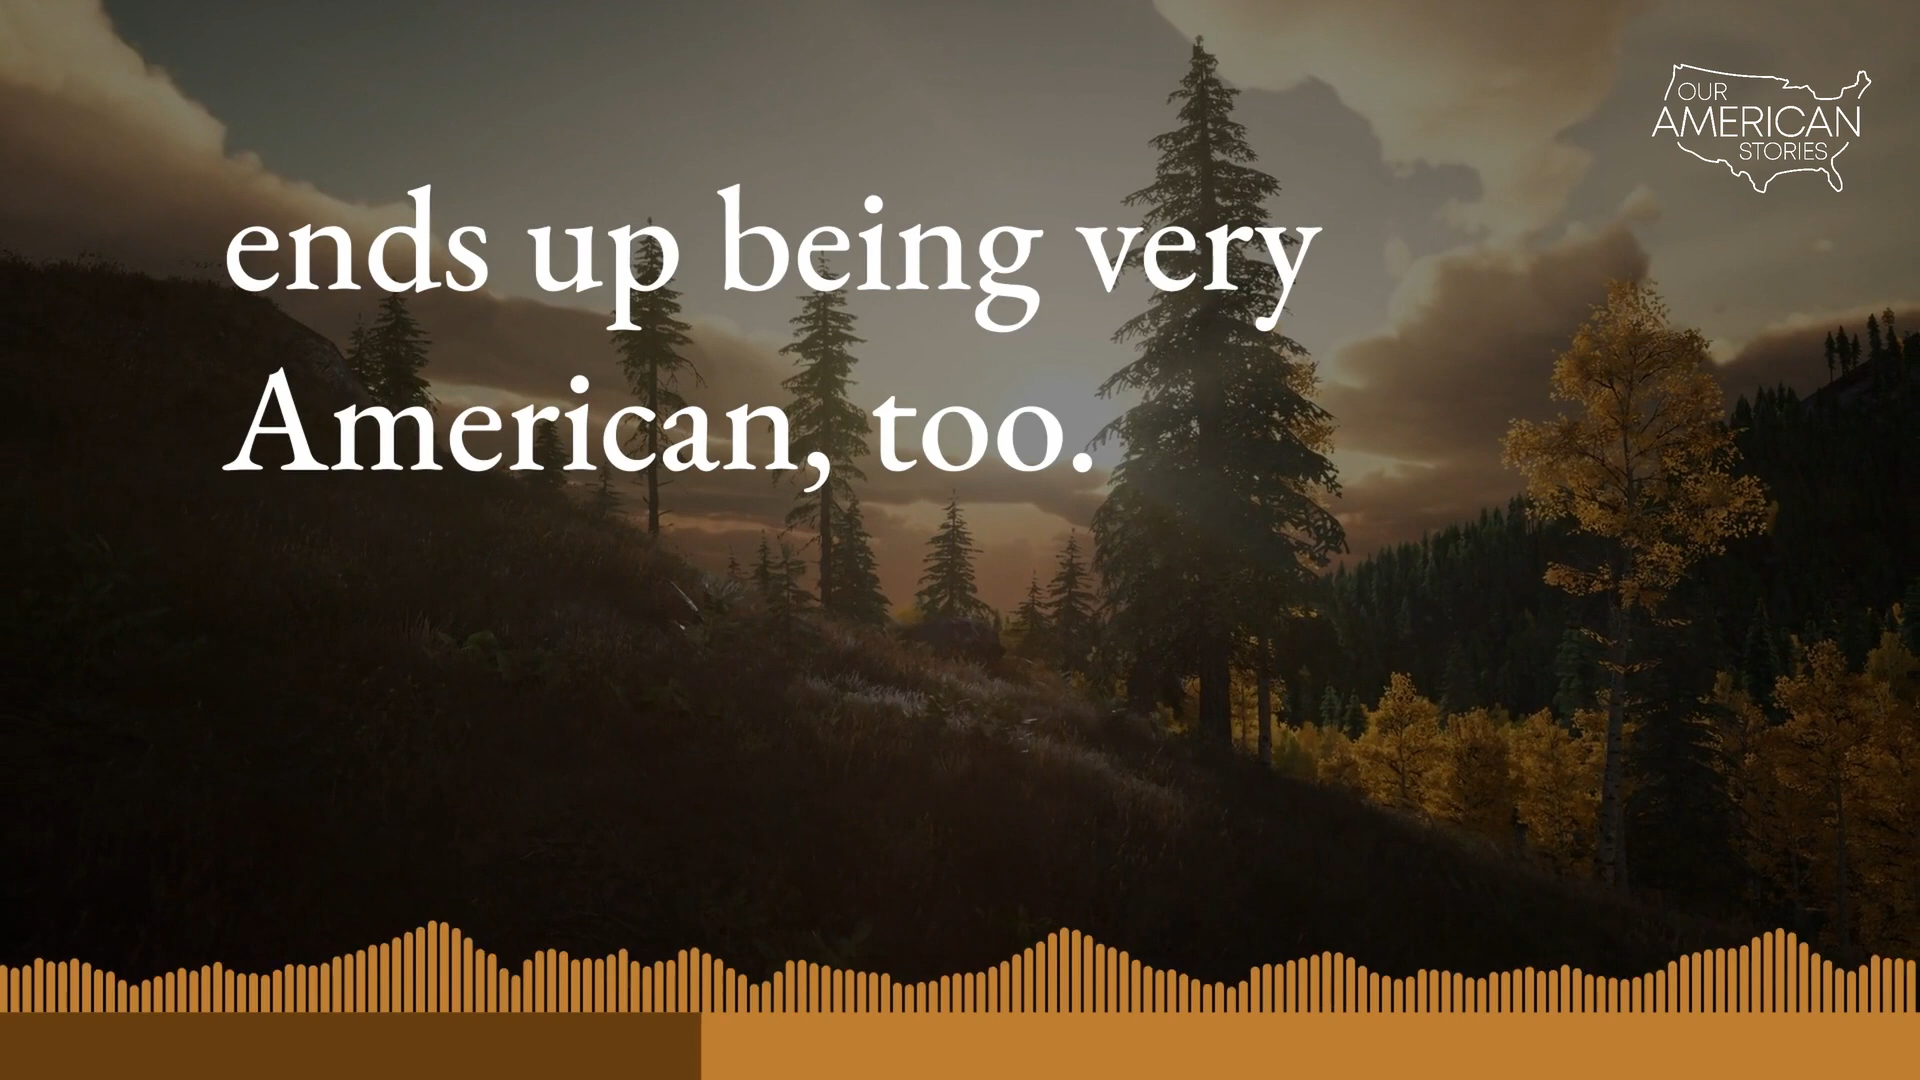 OUR
AMERICAN
STORIES
ends up being very
American, too.